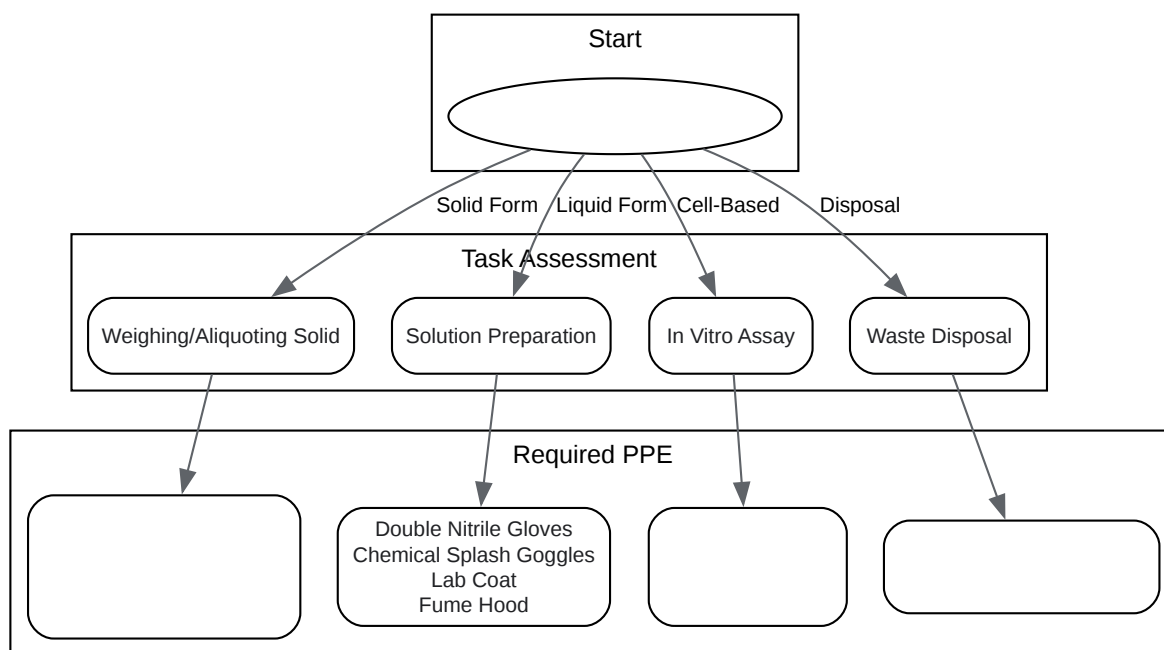 Start
Solid Form
Liquid Form
Cell-Based
Disposal
Task Assessment
Weighing/Aliquoting Solid
Solution Preparation
In Vitro Assay
Waste Disposal
Required PPE
Double Nitrile Gloves
Chemical Splash Goggles
Lab Coat
Fume Hood